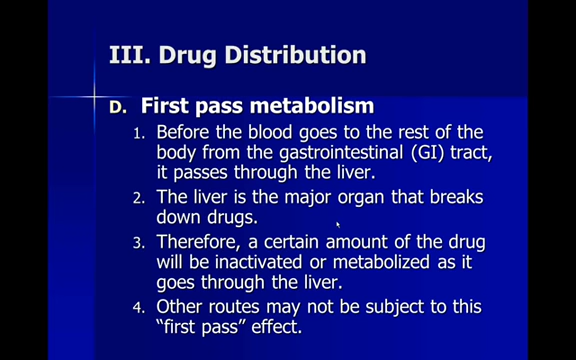 III. Drug Distribution
D. First pass metabolism
1. Before the blood goes to the rest of the
body from the gastrointestinal (GI) tract,
it passes through the liver.
2. The liver is the major organ that breaks
down drugs.
3. Therefore, a certain amount of the drug
will be inactivated or metabolized as it
goes through the liver.
4. Other routes may not be subject to this
“first pass” effect.